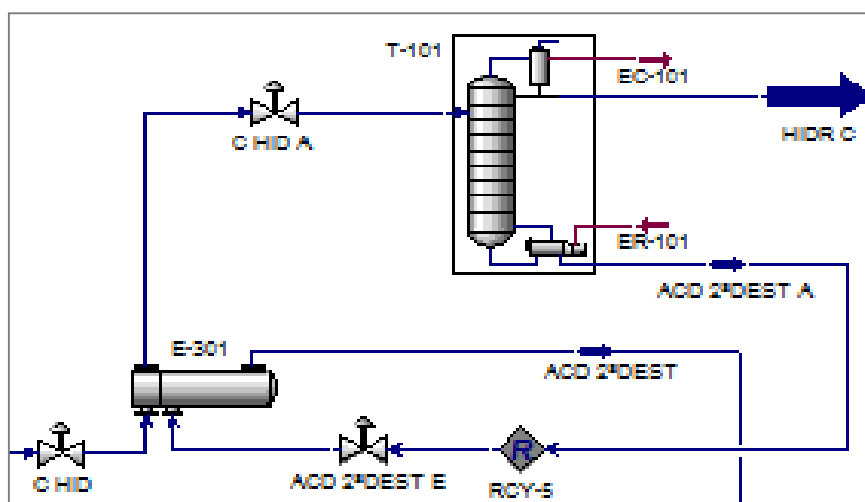 T-101
EC-101
C HID A
HIDR C
ER-101
ACD 2ªDEST A
E-301
ACD 2ªDEST
C HID
ACD 2ªDEST E
R
RCY-5